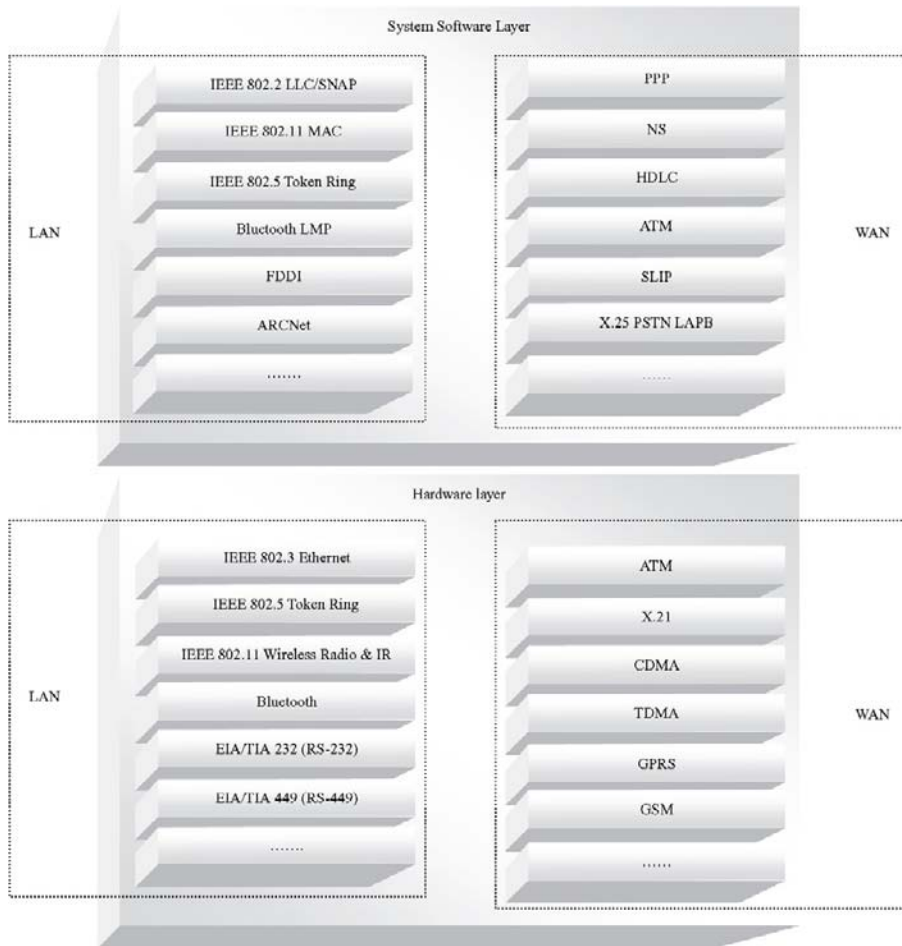 System Software Layer
LAN
IEEE 802.2 LLC/SNAP
IEEE 802.11 MAC
IEEE 802.5 Token Ring
Bluetooth LMP
FDDI
ARCNet
.......
PPP
NS
HDLC
ATM
SLIP
X.25 PSTN LAPB
......
WAN
Hardware layer
LAN
IEEE 802.3 Ethernet
IEEE 802.5 Token Ring
IEEE 802.11 Wireless Radio & IR
Bluetooth
EIA/TIA 232 (RS-232)
EIA/TIA 449 (RS-449)
.......
ATM
X.21
CDMA
TDMA
GPRS
GSM
......
WAN